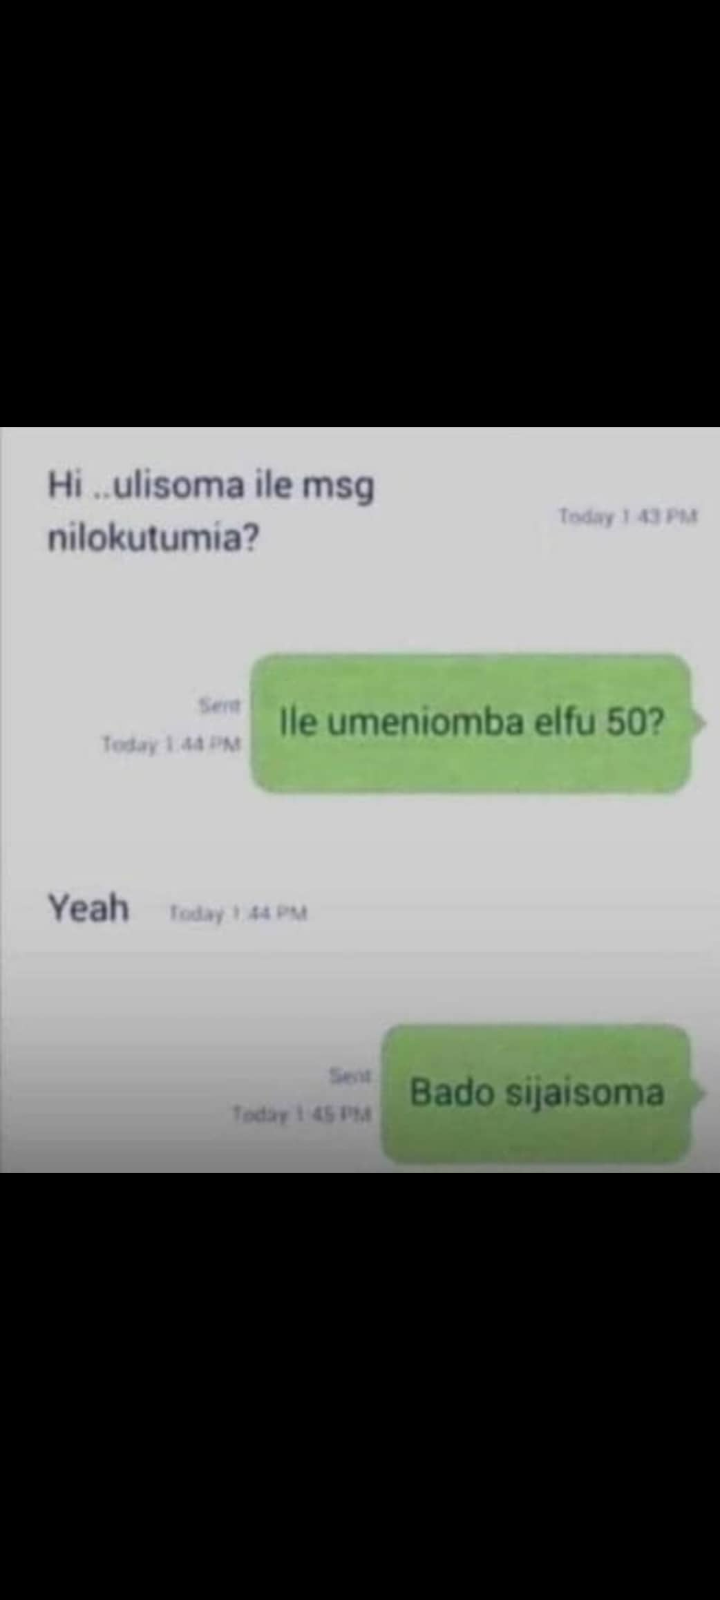 Hi ..ulisoma ile msg
nilokutumia?
Today 1:43 PM
Sent
Today 1:44 PM
Ile umeniomba elfu 50?
Yeah
Today 1:44 PM
Sent
Today 1:45 PM
Bado sijaisoma